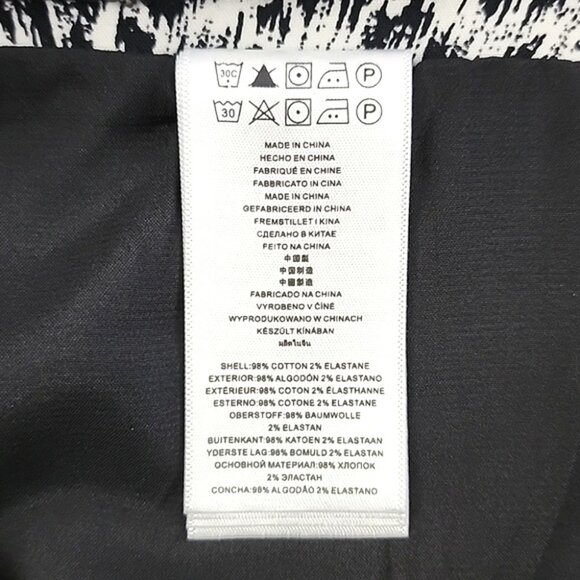 30C P
30 P
MADE IN CHINA
HECHO EN CHINA
FABRIQUÉ EN CHINE
FABBRICATO IN CINA
MADE IN CHINA
GEFABRICEERD IN CHINA
FREMSTILLET I KINA
СДЕЛАНО В КИТАЕ
FEITO NA CHINA
中国製
中国制造
中國製造
FABRICADO NA CHINA
VYROBENO V ČÍNĚ
WYPRODUKOWANO W CHINACH
KÉSZÜLT KÍNÁBAN
ผลิตในจีน
SHELL:98% COTTON 2% ELASTANE
EXTERIOR:98% ALGODÓN 2% ELASTANO
EXTÉRIEUR:98% COTON 2% ÉLASTHANNE
ESTERNO:98% COTONE 2% ELASTANE
OBERSTOFF:98% BAUMWOLLE
2% ELASTAN
BUITENKANT:98% KATOEN 2% ELASTAAN
YDERSTE LAG:98% BOMULD 2% ELASTAN
ОСНОВНОЙ МАТЕРИАЛ:98% ХЛОПОК
2% ЭЛАСТАН
CONCHA:98% ALGODÃO 2% ELASTANO